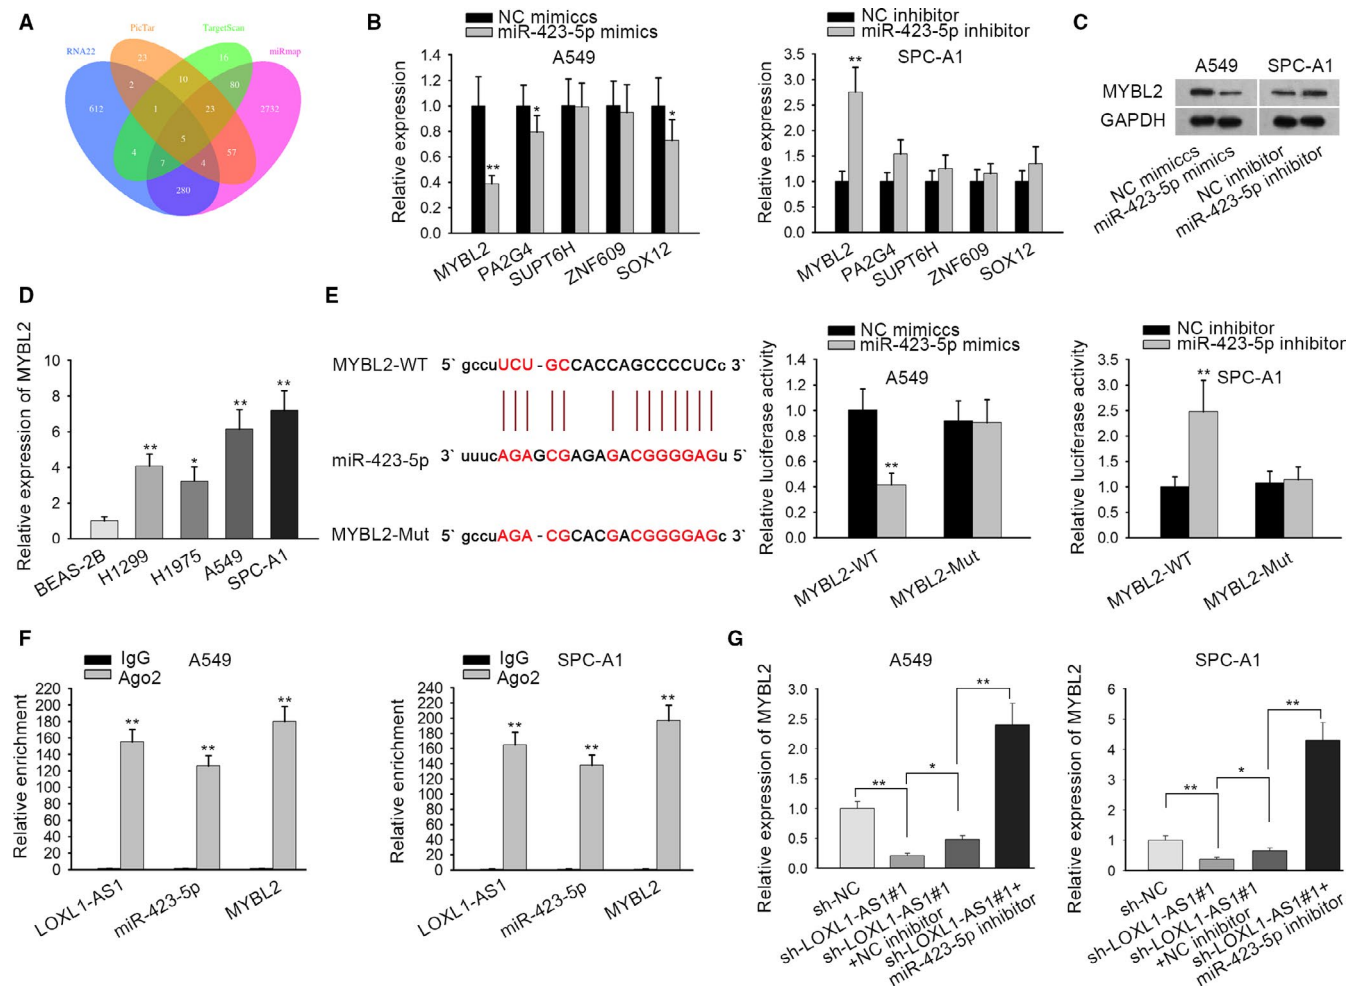 A
PicTar
TargetScan
RNA22
miRmap
23
16
2
10
80
612
1
23
2732
5
4
7
4
57
280
B
NC mimiccs
miR-423-5p mimics
A549
Relative expression
1.4
1.2
1.0
0.8
0.6
0.4
0.2
0.0
**
*
*
MYBL2
PA2G4
SUPT6H
ZNF609
SOX12
NC inhibitor
miR-423-5p inhibitor
SPC-A1
Relative expression
3.5
3.0
2.5
2.0
1.5
1.0
0.5
0.0
**
MYBL2
PA2G4
SUPT6H
ZNF609
SOX12
C
A549 SPC-A1
MYBL2
GAPDH
NC mimiccs
miR-423-5p mimics
NC inhibitor
miR-423-5p inhibitor
D
Relative expression of MYBL2
10
8
6
4
2
0
**
*
**
**
BEAS-2B
H1299
H1975
A549
SPC-A1
E
MYBL2-WT 5` gccuUCU -GCCACCAGCCCCUCc 3`
miR-423-5p 3` uuucAGAGCGAGAGACGGGGAGu 5`
MYBL2-Mut 5` gccuAGA -CGCACGACGGGGAGc 3`
NC mimiccs
miR-423-5p mimics
A549
Relative luciferase activity
1.4
1.2
1.0
0.8
0.6
0.4
0.2
0.0
**
MYBL2-WT
MYBL2-Mut
NC inhibitor
miR-423-5p inhibitor
SPC-A1
Relative luciferase activity
3.5
3.0
2.5
2.0
1.5
1.0
0.5
0.0
**
MYBL2-WT
MYBL2-Mut
F
IgG
Ago2
A549
Relative enrichment
220
200
180
160
140
120
100
80
60
40
20
0
**
**
**
LOXL1-AS1
miR-423-5p
MYBL2
IgG
Ago2
SPC-A1
Relative enrichment
240
220
200
180
160
140
120
100
80
60
40
20
0
**
**
**
LOXL1-AS1
miR-423-5p
MYBL2
G
A549
Relative expression of MYBL2
3.0
2.5
2.0
1.5
1.0
0.5
0.0
**
*
**
sh-NC
sh-LOXL1-AS1#1
sh-LOXL1-AS1#1
+NC inhibitor
sh-LOXL1-AS1#1+
miR-423-5p inhibitor
SPC-A1
Relative expression of MYBL2
6
5
4
3
2
1
0
**
*
**
sh-NC
sh-LOXL1-AS1#1
sh-LOXL1-AS1#1
+NC inhibitor
sh-LOXL1-AS1#1+
miR-423-5p inhibitor